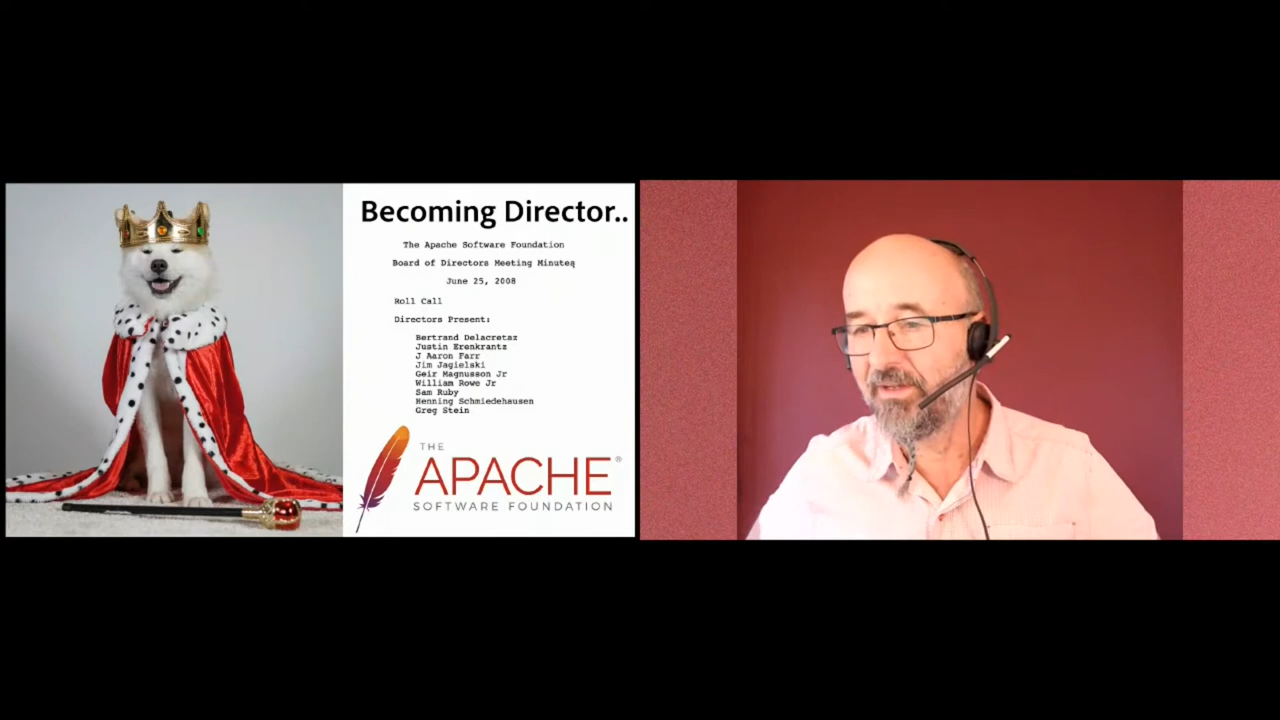 Becoming Director..
The Apache Software Foundation
Board of Directors Meeting Minutes
June 25, 2008
Roll Call
Directors Present:
Bertrand Delacretaz
Justin Erenkrantz
J Aaron Farr
Jim Jagielski
Geir Magnusson Jr
William Rowe Jr
Sam Ruby
Henning Schmiedehausen
Greg Stein
THE
APACHE®
SOFTWARE FOUNDATION